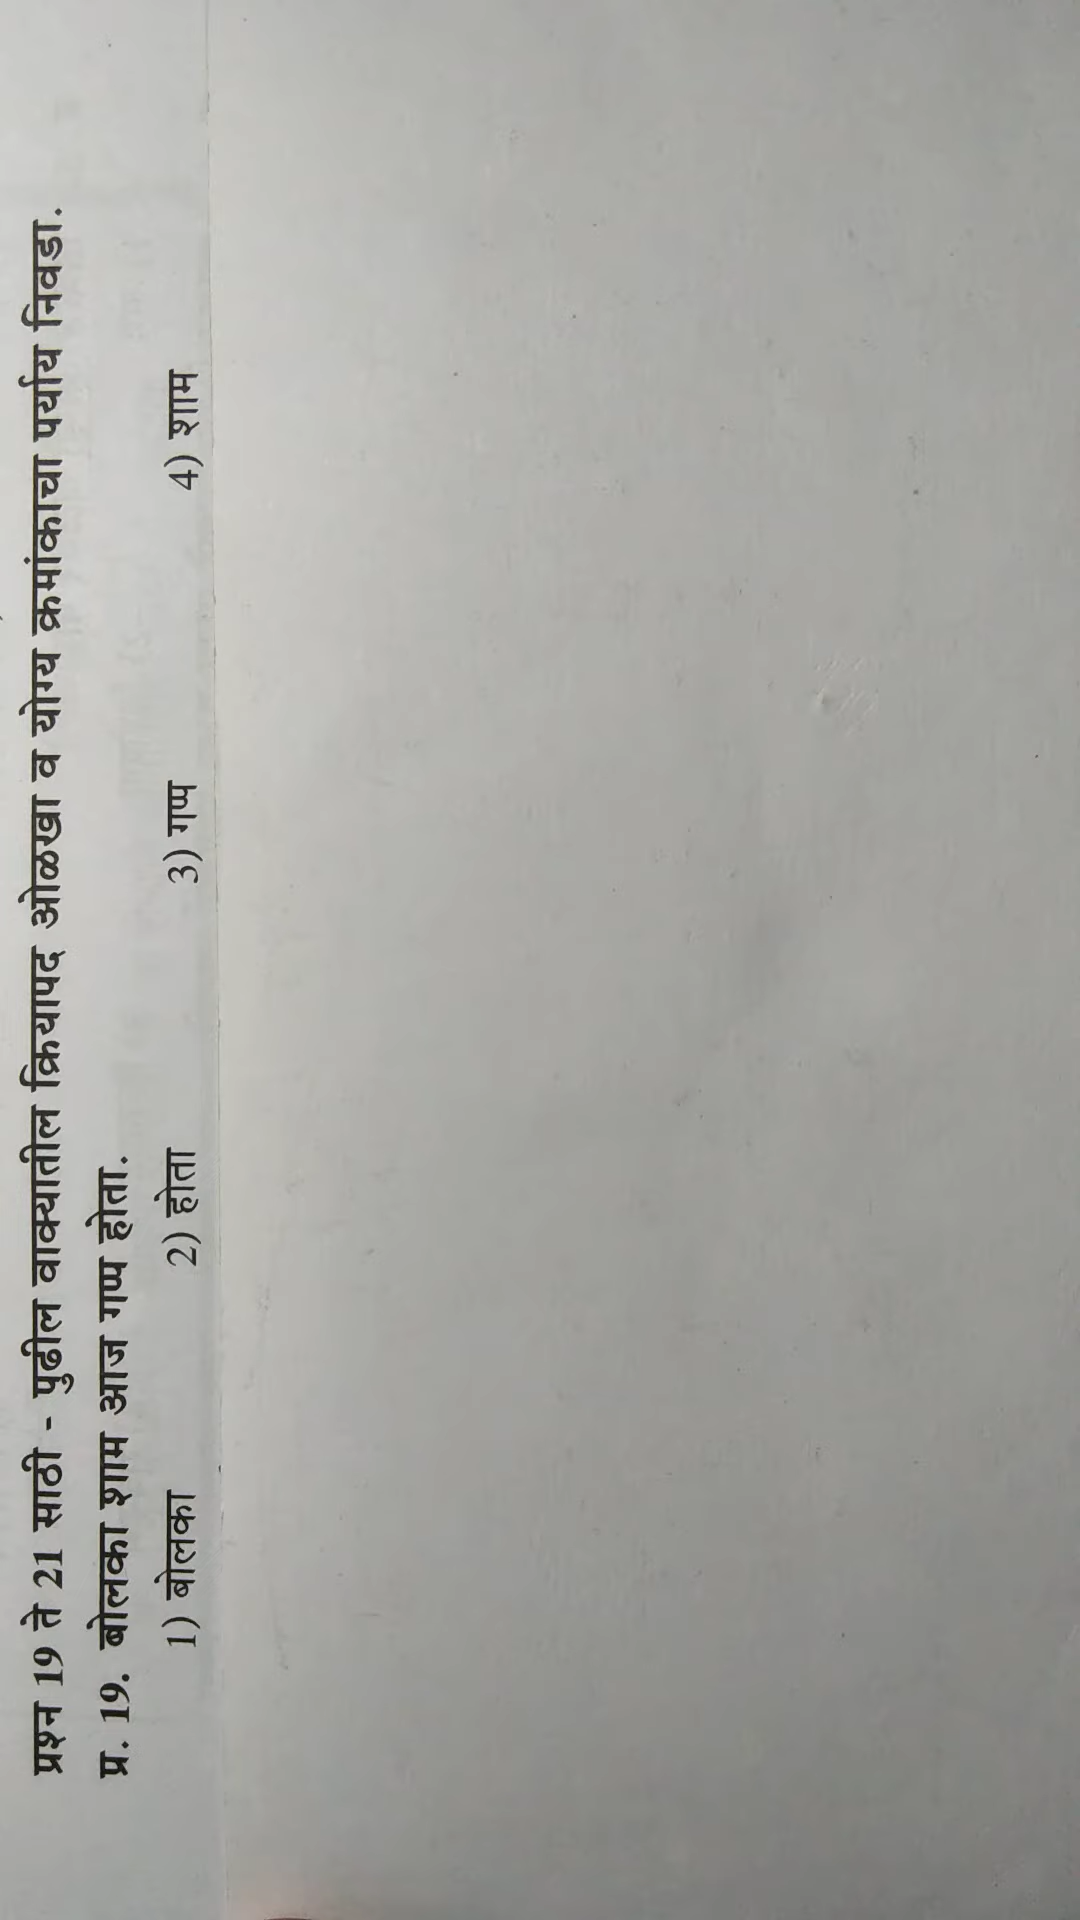 प्रश्न 19 ते 21 साठी - पुढील वाक्यातील क्रियापद ओळखा व योग्य क्रमांकाचा पर्याय निवडा.
प्र. 19. बोलका शाम आज गप्प होता.
1) बोलका 2) होता 3) गप्प 4) शाम